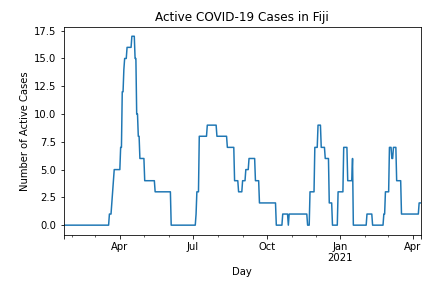 Active COVID-19 Cases in Fiji
Number of Active Cases
17.5
15.0
12.5
10.0
7.5
5.0
2.5
0.0
Apr Jul Oct Jan Apr
2021
Day